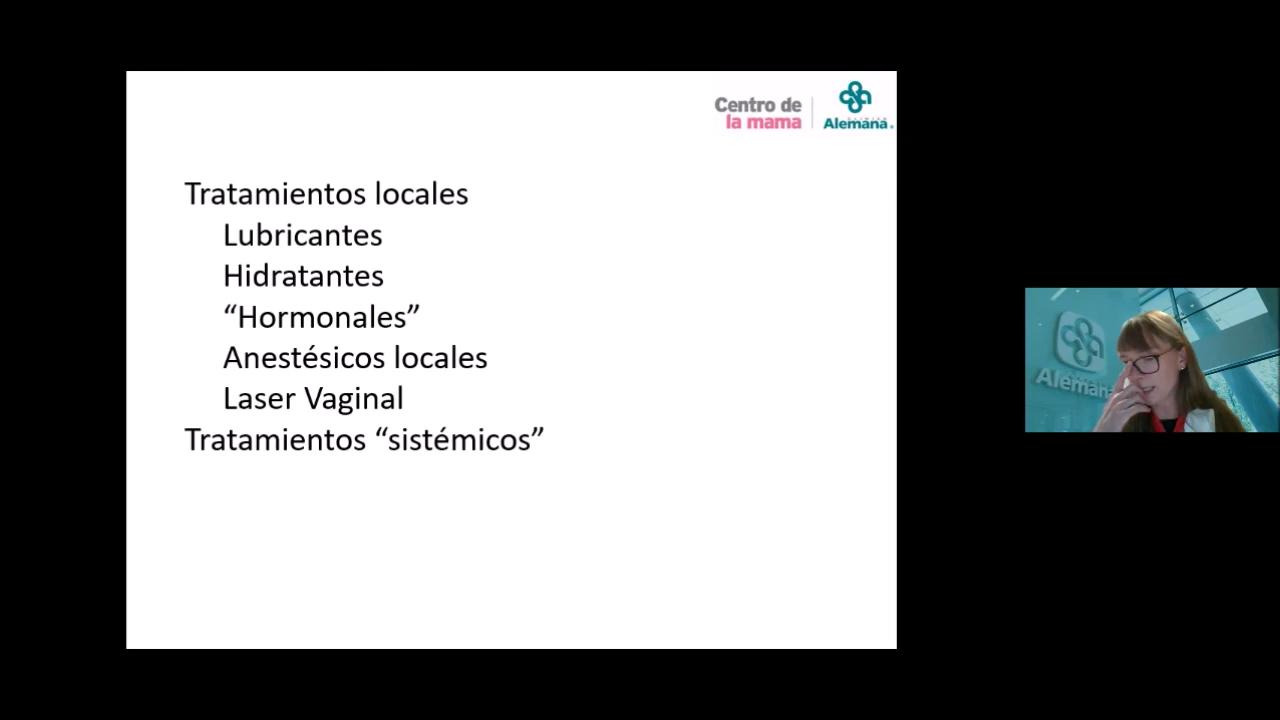 Centro de
la mama
Alemana
Tratamientos locales
Lubricantes
Hidratantes
“Hormonales”
Anestésicos locales
Laser Vaginal
Tratamientos “sistémicos”
Alemana